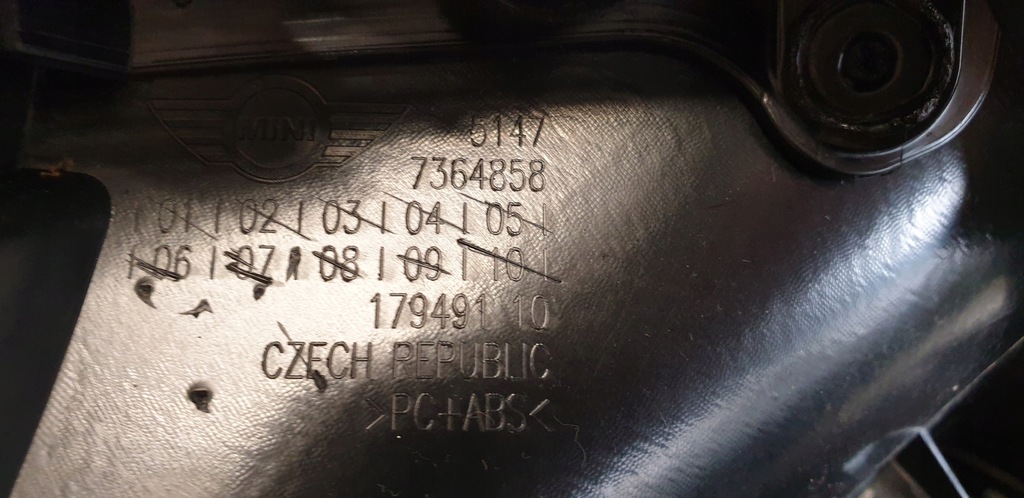 MINI
5147
7364858
| 01 | 02 | 03 | 04 | 05 |
| 06 | 07 | 08 | 09 | 10 |
179491 10
CZECH REPUBLIC
>PC+ABS<